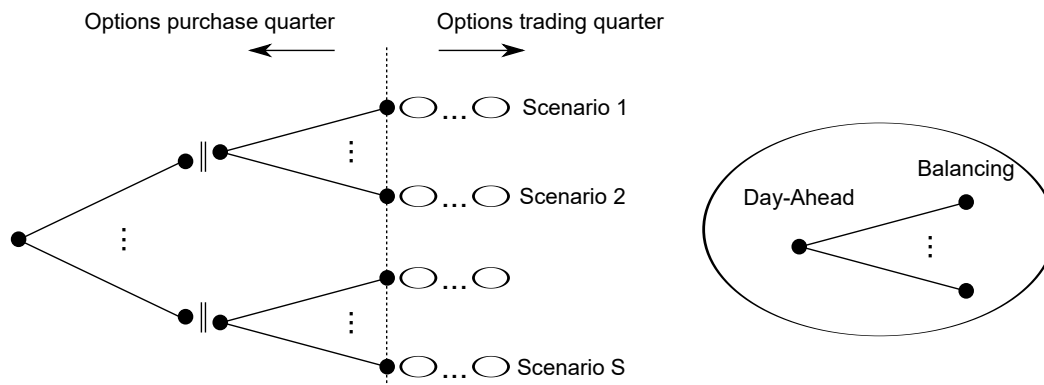 Options purchase quarter
Options trading quarter
Scenario 1
Scenario 2
Scenario S
Day-Ahead
Balancing